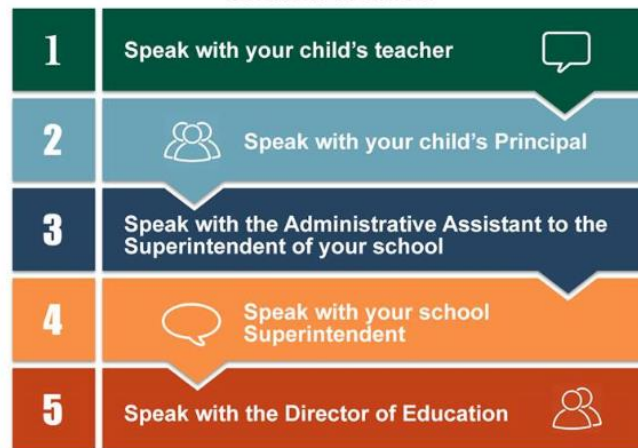 1 Speak with your child's teacher
2 Speak with your child's Principal
3 Speak with the Administrative Assistant to the
Superintendent of your school
4 Speak with your school
Superintendent
5 Speak with the Director of Education